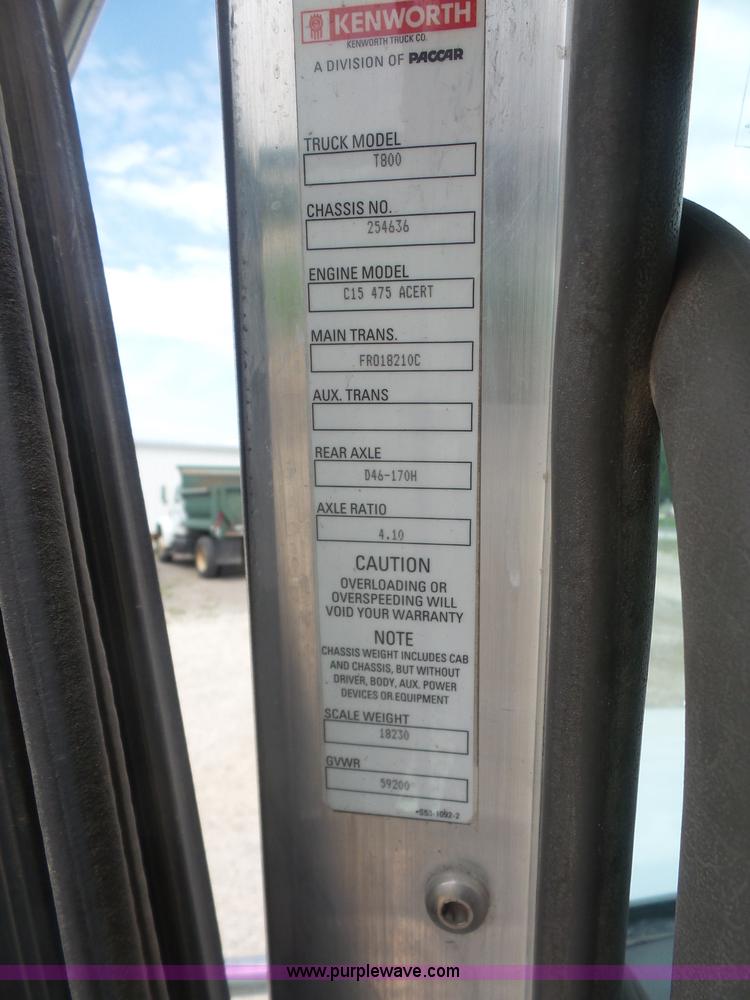 KENWORTH
KENWORTH TRUCK CO.
A DIVISION OF PACCAR
TRUCK MODEL
T800
CHASSIS NO.
254636
ENGINE MODEL
C15 475 ACERT
MAIN TRANS.
FRO18210C
AUX. TRANS
REAR AXLE
D46-170H
AXLE RATIO
4.10
CAUTION
OVERLOADING OR
OVERSPEEDING WILL
VOID YOUR WARRANTY
NOTE
CHASSIS WEIGHT INCLUDES CAB
AND CHASSIS, BUT WITHOUT
DRIVER, BODY, AUX. POWER
DEVICES OR EQUIPMENT
SCALE WEIGHT
18230
GVWR
59200
•S53-1092-2
www.purplewave.com